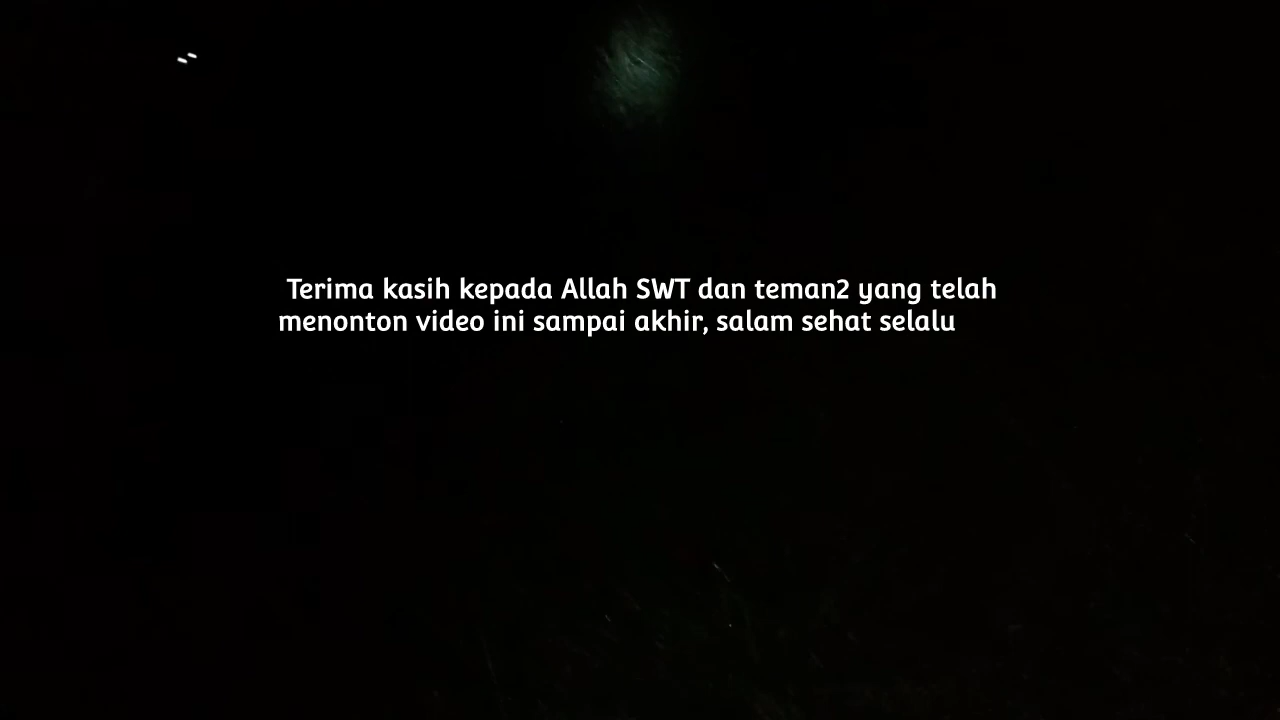 Terima kasih kepada Allah SWT dan teman2 yang telah
menonton video ini sampai akhir, salam sehat selalu